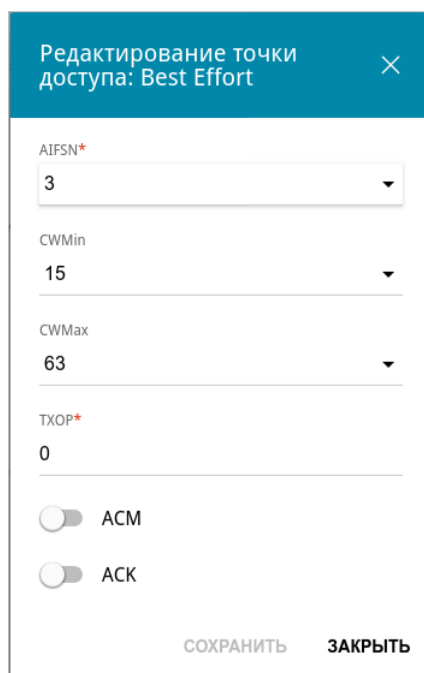 Редактирование точки
доступа: Best Effort
AIFSN*
3
CWMin
15
CWMax
63
TXOP*
0
ACM
ACK
СОХРАНИТЬ ЗАКРЫТЬ